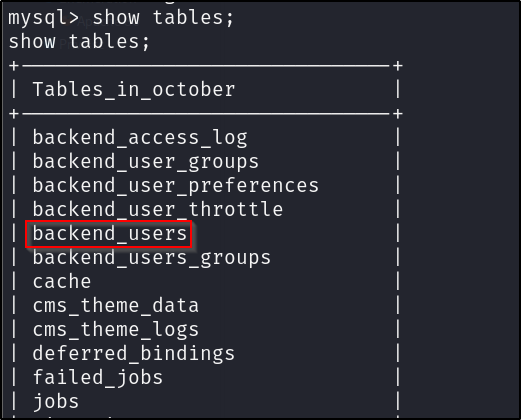 mysql> show tables;
show tables;
+-------------------------------+
| Tables_in_october |
+-------------------------------+
| backend_access_log |
| backend_user_groups |
| backend_user_preferences |
| backend_user_throttle |
| backend_users |
| backend_users_groups |
| cache |
| cms_theme_data |
| cms_theme_logs |
| deferred_bindings |
| failed_jobs |
| jobs |